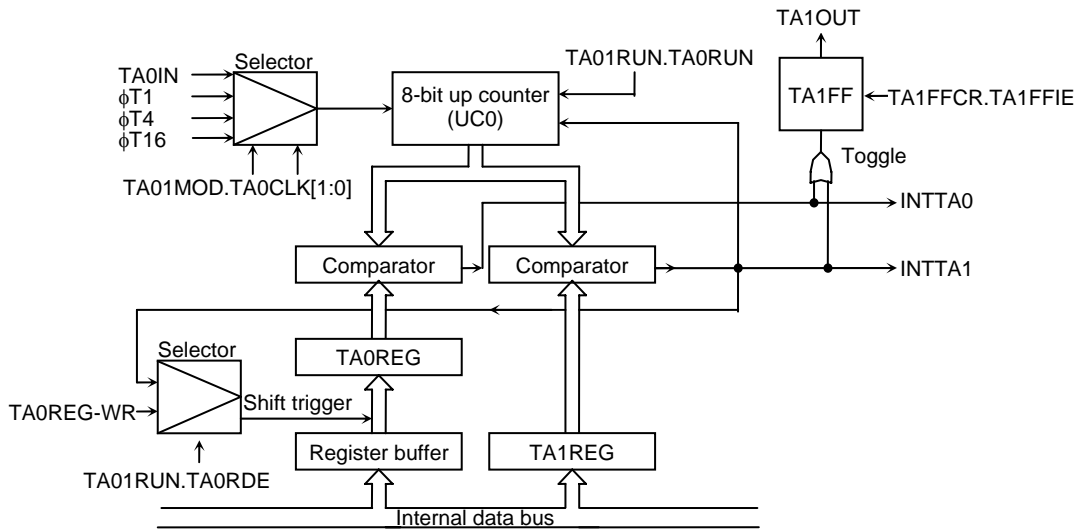 TA1OUT
Selector
TA01RUN.TA0RUN
TA0IN
ϕT1
ϕT4
ϕT16
8-bit up counter
(UC0)
TA1FF
TA1FFCR.TA1FFIE
Toggle
TA01MOD.TA0CLK[1:0]
INTTA0
Comparator
Comparator
INTTA1
Selector
TA0REG
TA0REG-WR
Shift trigger
Register buffer
TA1REG
TA01RUN.TA0RDE
Internal data bus